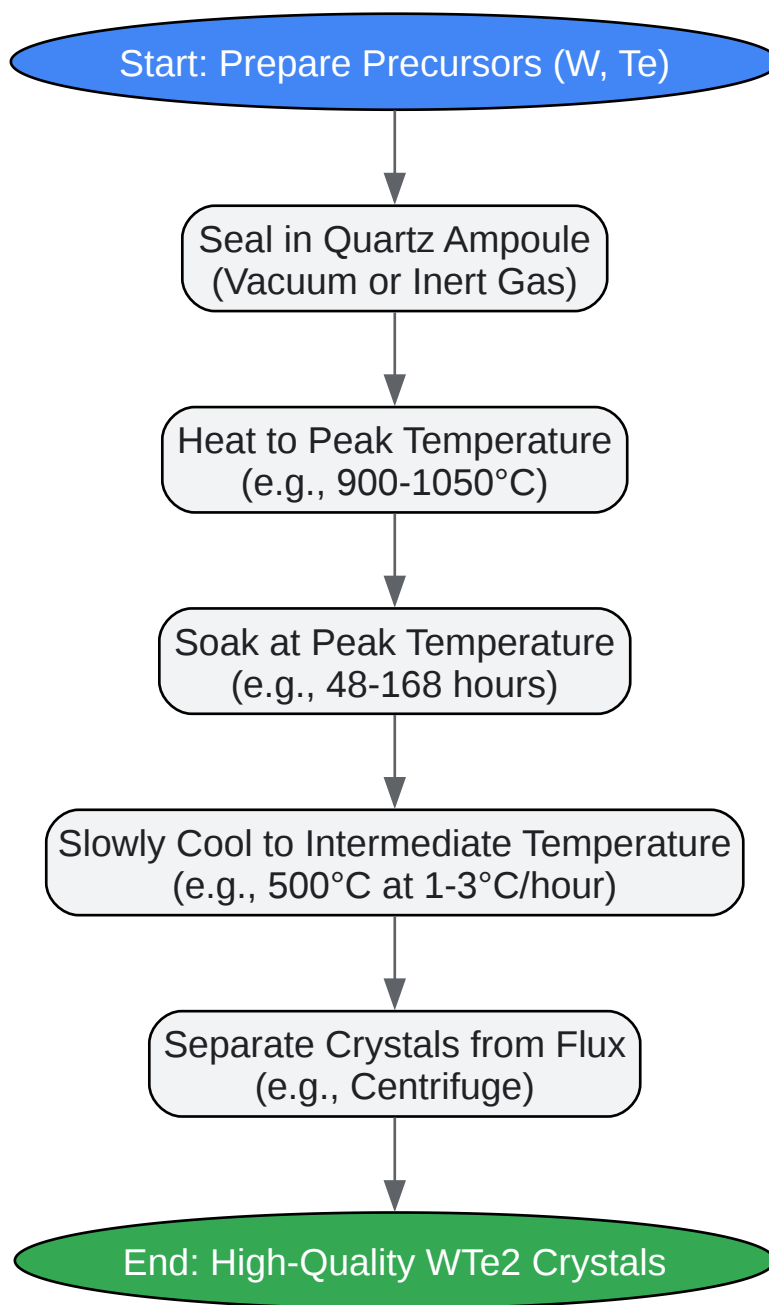 Start: Prepare Precursors (W, Te)
Seal in Quartz Ampoule
(Vacuum or Inert Gas)
Heat to Peak Temperature
(e.g., 900-1050°C)
Soak at Peak Temperature
(e.g., 48-168 hours)
Slowly Cool to Intermediate Temperature
(e.g., 500°C at 1-3°C/hour)
Separate Crystals from Flux
(e.g., Centrifuge)
End: High-Quality WTe2 Crystals